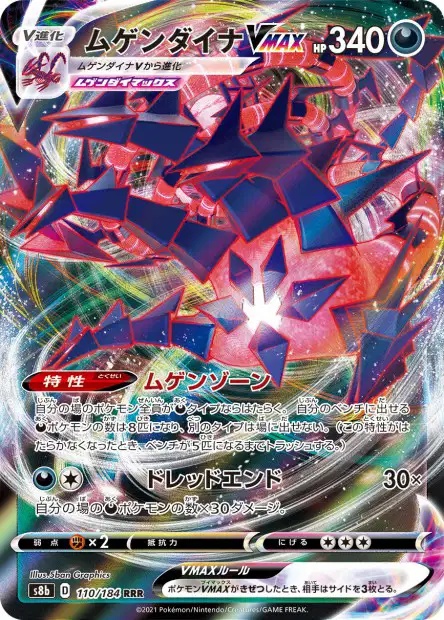 V進化 ムゲンダイナVMAX HP340
ムゲンダイナVから進化
ムゲンダイマックス
特性 とくせい ムゲンゾーン
自分の場のポケモン全員が悪タイプならはたらく。自分のベンチに出せる
ポケモンの数は8匹になり、別のタイプは場に出せない。(この特性がは
たらかなくなったとき、ベンチが5匹になるまでトラッシュする。)
ドレッドエンド 30×
自分の場のポケモンの数×30ダメージ。
弱点 ×2 抵抗力 にげる
Illus.5ban Graphics
VMAXルール
s8b D 110/184 RRR
ポケモンVMAXがきぜつしたとき、相手はサイドを3枚とる。
©2021 Pokémon/Nintendo/Creatures/GAME FREAK.